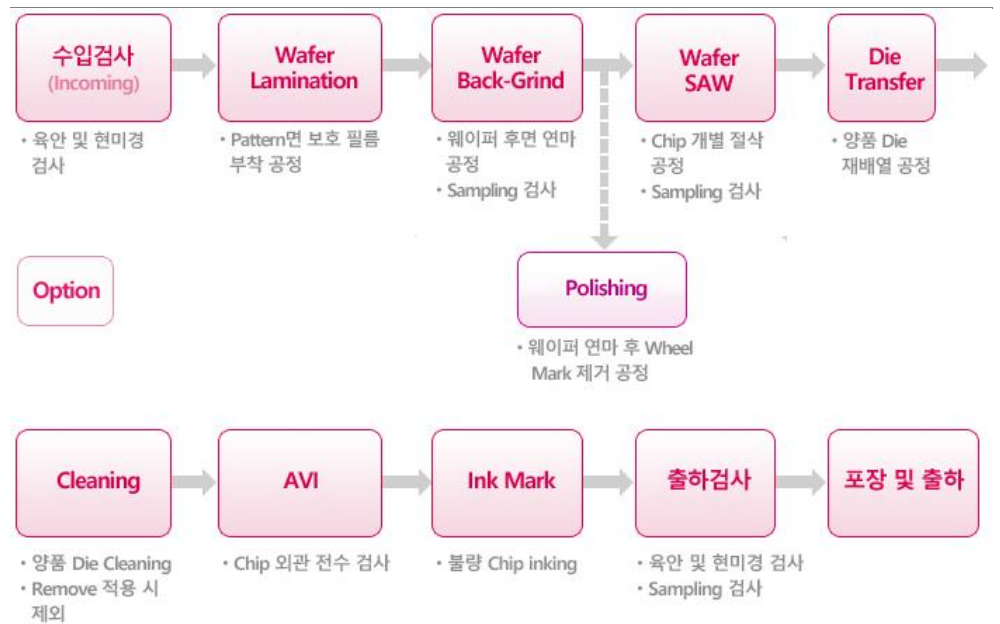 수입검사
(Incoming)
Wafer
Lamination
Wafer
Back-Grind
Wafer
SAW
Die
Transfer
• 육안 및 현미경
검사
• Pattern면 보호 필름
부착 공정
• 웨이퍼 후면 연마
공정
• Sampling 검사
• Chip 개별 절삭
공정
• Sampling 검사
• 양품 Die
재배열 공정
Option
Polishing
• 웨이퍼 연마 후 Wheel
Mark 제거 공정
Cleaning
AVI
Ink Mark
출하검사
포장 및 출하
• 양품 Die Cleaning
• Remove 적용 시
제외
• Chip 외관 전수 검사
• 불량 Chip inking
• 육안 및 현미경 검사
• Sampling 검사